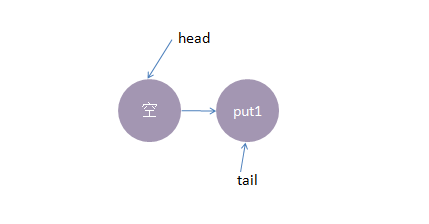 head
空
put1
tail